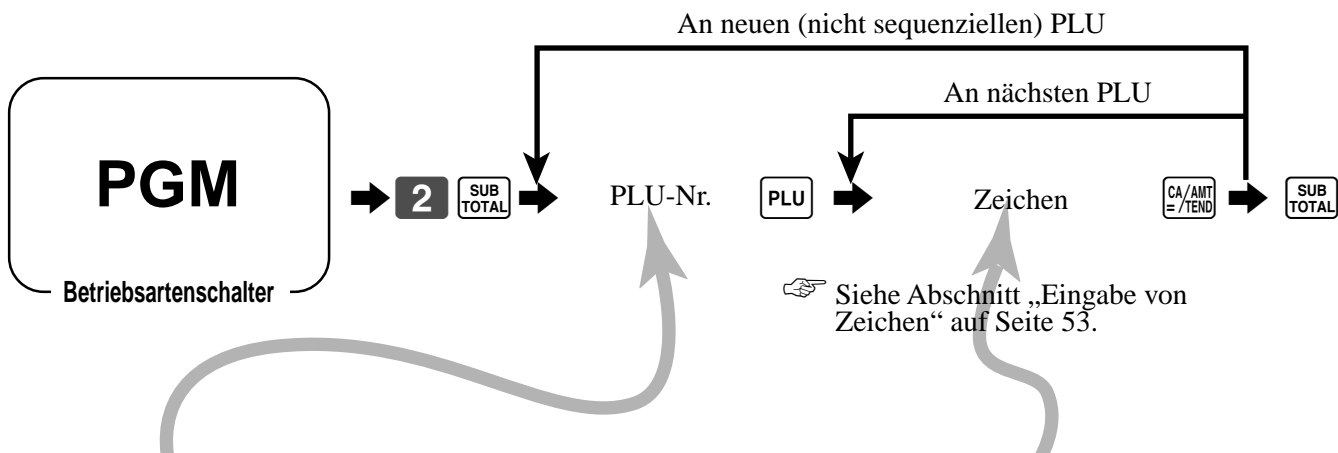 An neuen (nicht sequenziellen) PLU
An nächsten PLU
PGM
2
SUB TOTAL
PLU-Nr.
PLU
Zeichen
CA/AMT = /TEND
SUB TOTAL
Betriebsartenschalter
☞ Siehe Abschnitt „Eingabe von
Zeichen“ auf Seite 53.